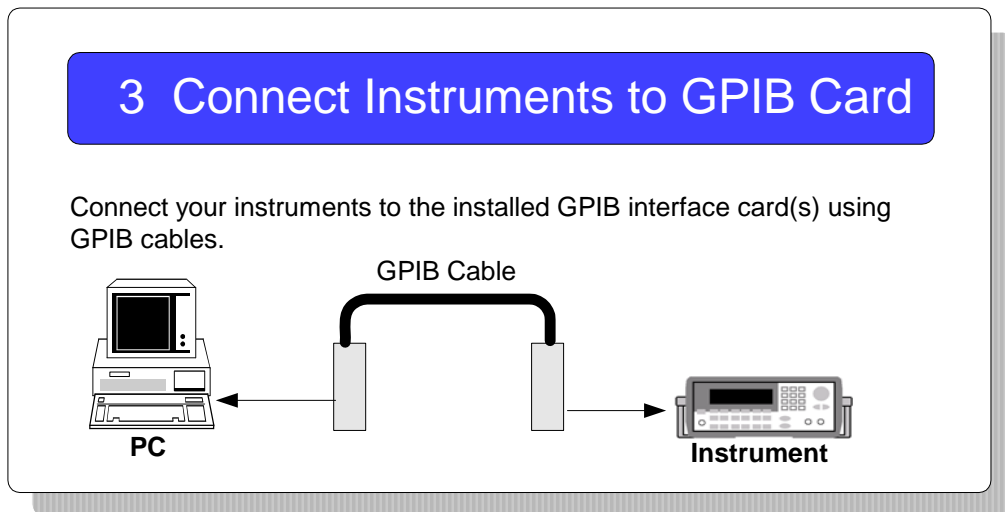 3 Connect Instruments to GPIB Card
Connect your instruments to the installed GPIB interface card(s) using
GPIB cables.
GPIB Cable
PC
Instrument